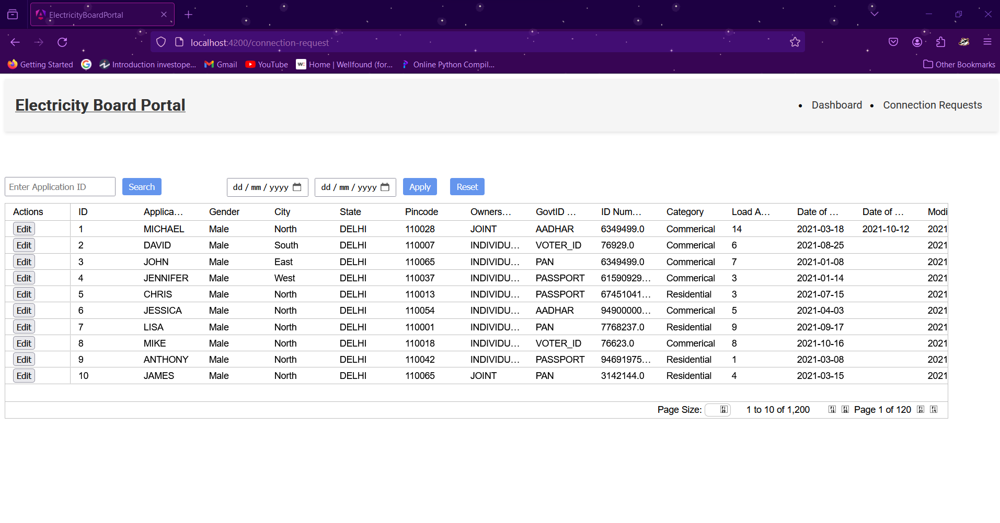 ElectricityBoardPortal
localhost:4200/connection-request
Getting Started Introduction investope... Gmail YouTube Home | Wellfound (for... Online Python Compil... Other Bookmarks
Electricity Board Portal Dashboard Connection Requests
Enter Application ID Search dd / mm / yyyy dd / mm / yyyy Apply Reset
Actions ID Applica... Gender City State Pincode Owners... GovtID ... ID Num... Category Load A... Date of ... Date of ... Modi
Edit 1 MICHAEL Male North DELHI 110028 JOINT AADHAR 6349499.0 Commerical 14 2021-03-18 2021-10-12 2021
Edit 2 DAVID Male South DELHI 110007 INDIVIDU... VOTER_ID 76929.0 Commerical 6 2021-08-25 2021
Edit 3 JOHN Male East DELHI 110065 INDIVIDU... PAN 6349499.0 Commerical 7 2021-01-08 2021
Edit 4 JENNIFER Male West DELHI 110037 INDIVIDU... PASSPORT 61590929... Commerical 3 2021-01-14 2021
Edit 5 CHRIS Male North DELHI 110013 INDIVIDU... PASSPORT 67451041... Residential 3 2021-07-15 2021
Edit 6 JESSICA Male North DELHI 110054 INDIVIDU... AADHAR 94900000... Commerical 5 2021-04-03 2021
Edit 7 LISA Male North DELHI 110001 INDIVIDU... PAN 7768237.0 Residential 9 2021-09-17 2021
Edit 8 MIKE Male North DELHI 110018 INDIVIDU... VOTER_ID 76623.0 Commerical 8 2021-10-16 2021
Edit 9 ANTHONY Male North DELHI 110042 INDIVIDU... PASSPORT 94691975... Residential 1 2021-03-08 2021
Edit 10 JAMES Male North DELHI 110065 JOINT PAN 3142144.0 Residential 4 2021-03-15 2021
Page Size: 1 to 10 of 1,200 Page 1 of 120